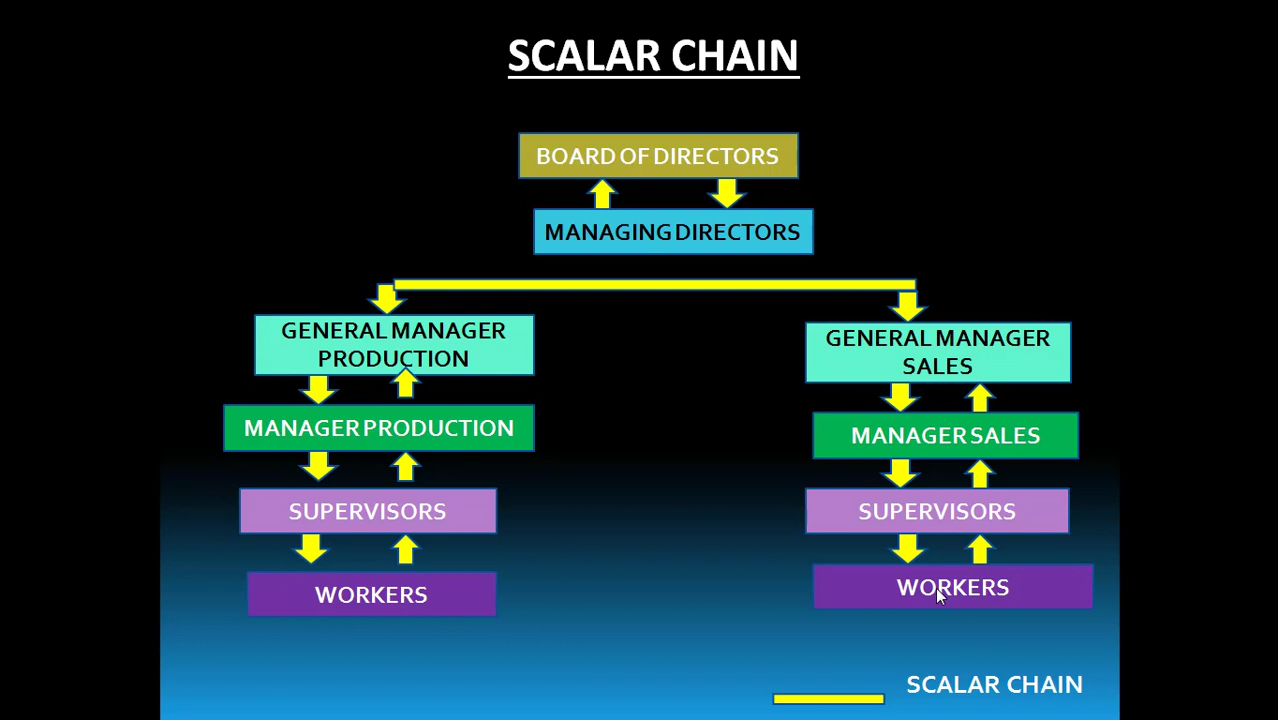 SCALAR CHAIN
BOARD OF DIRECTORS
MANAGING DIRECTORS
GENERAL MANAGER
PRODUCTION
MANAGER PRODUCTION
SUPERVISORS
WORKERS
GENERAL MANAGER
SALES
MANAGER SALES
SUPERVISORS
WORKERS
SCALAR CHAIN